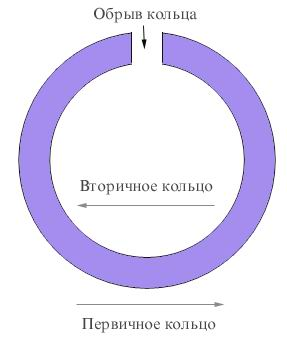 Обрыв кольца
Вторичное кольцо
Первичное кольцо